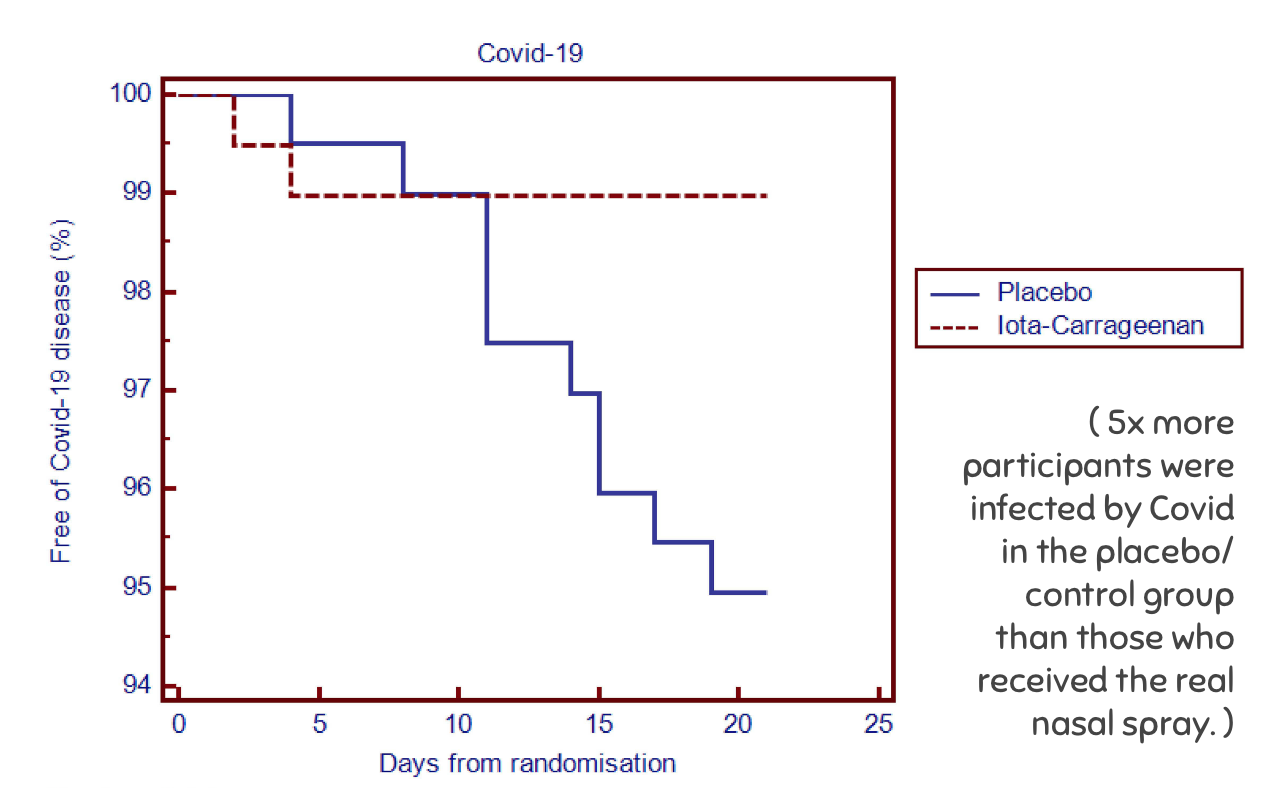 Covid-19
100
99
98
97
96
95
94
Free of Covid-19 disease (%)
0 5 10 15 20 25
Days from randomisation
Placebo
Iota-Carrageenan
( 5x more
participants were
infected by Covid
in the placebo/
control group
than those who
received the real
nasal spray. )